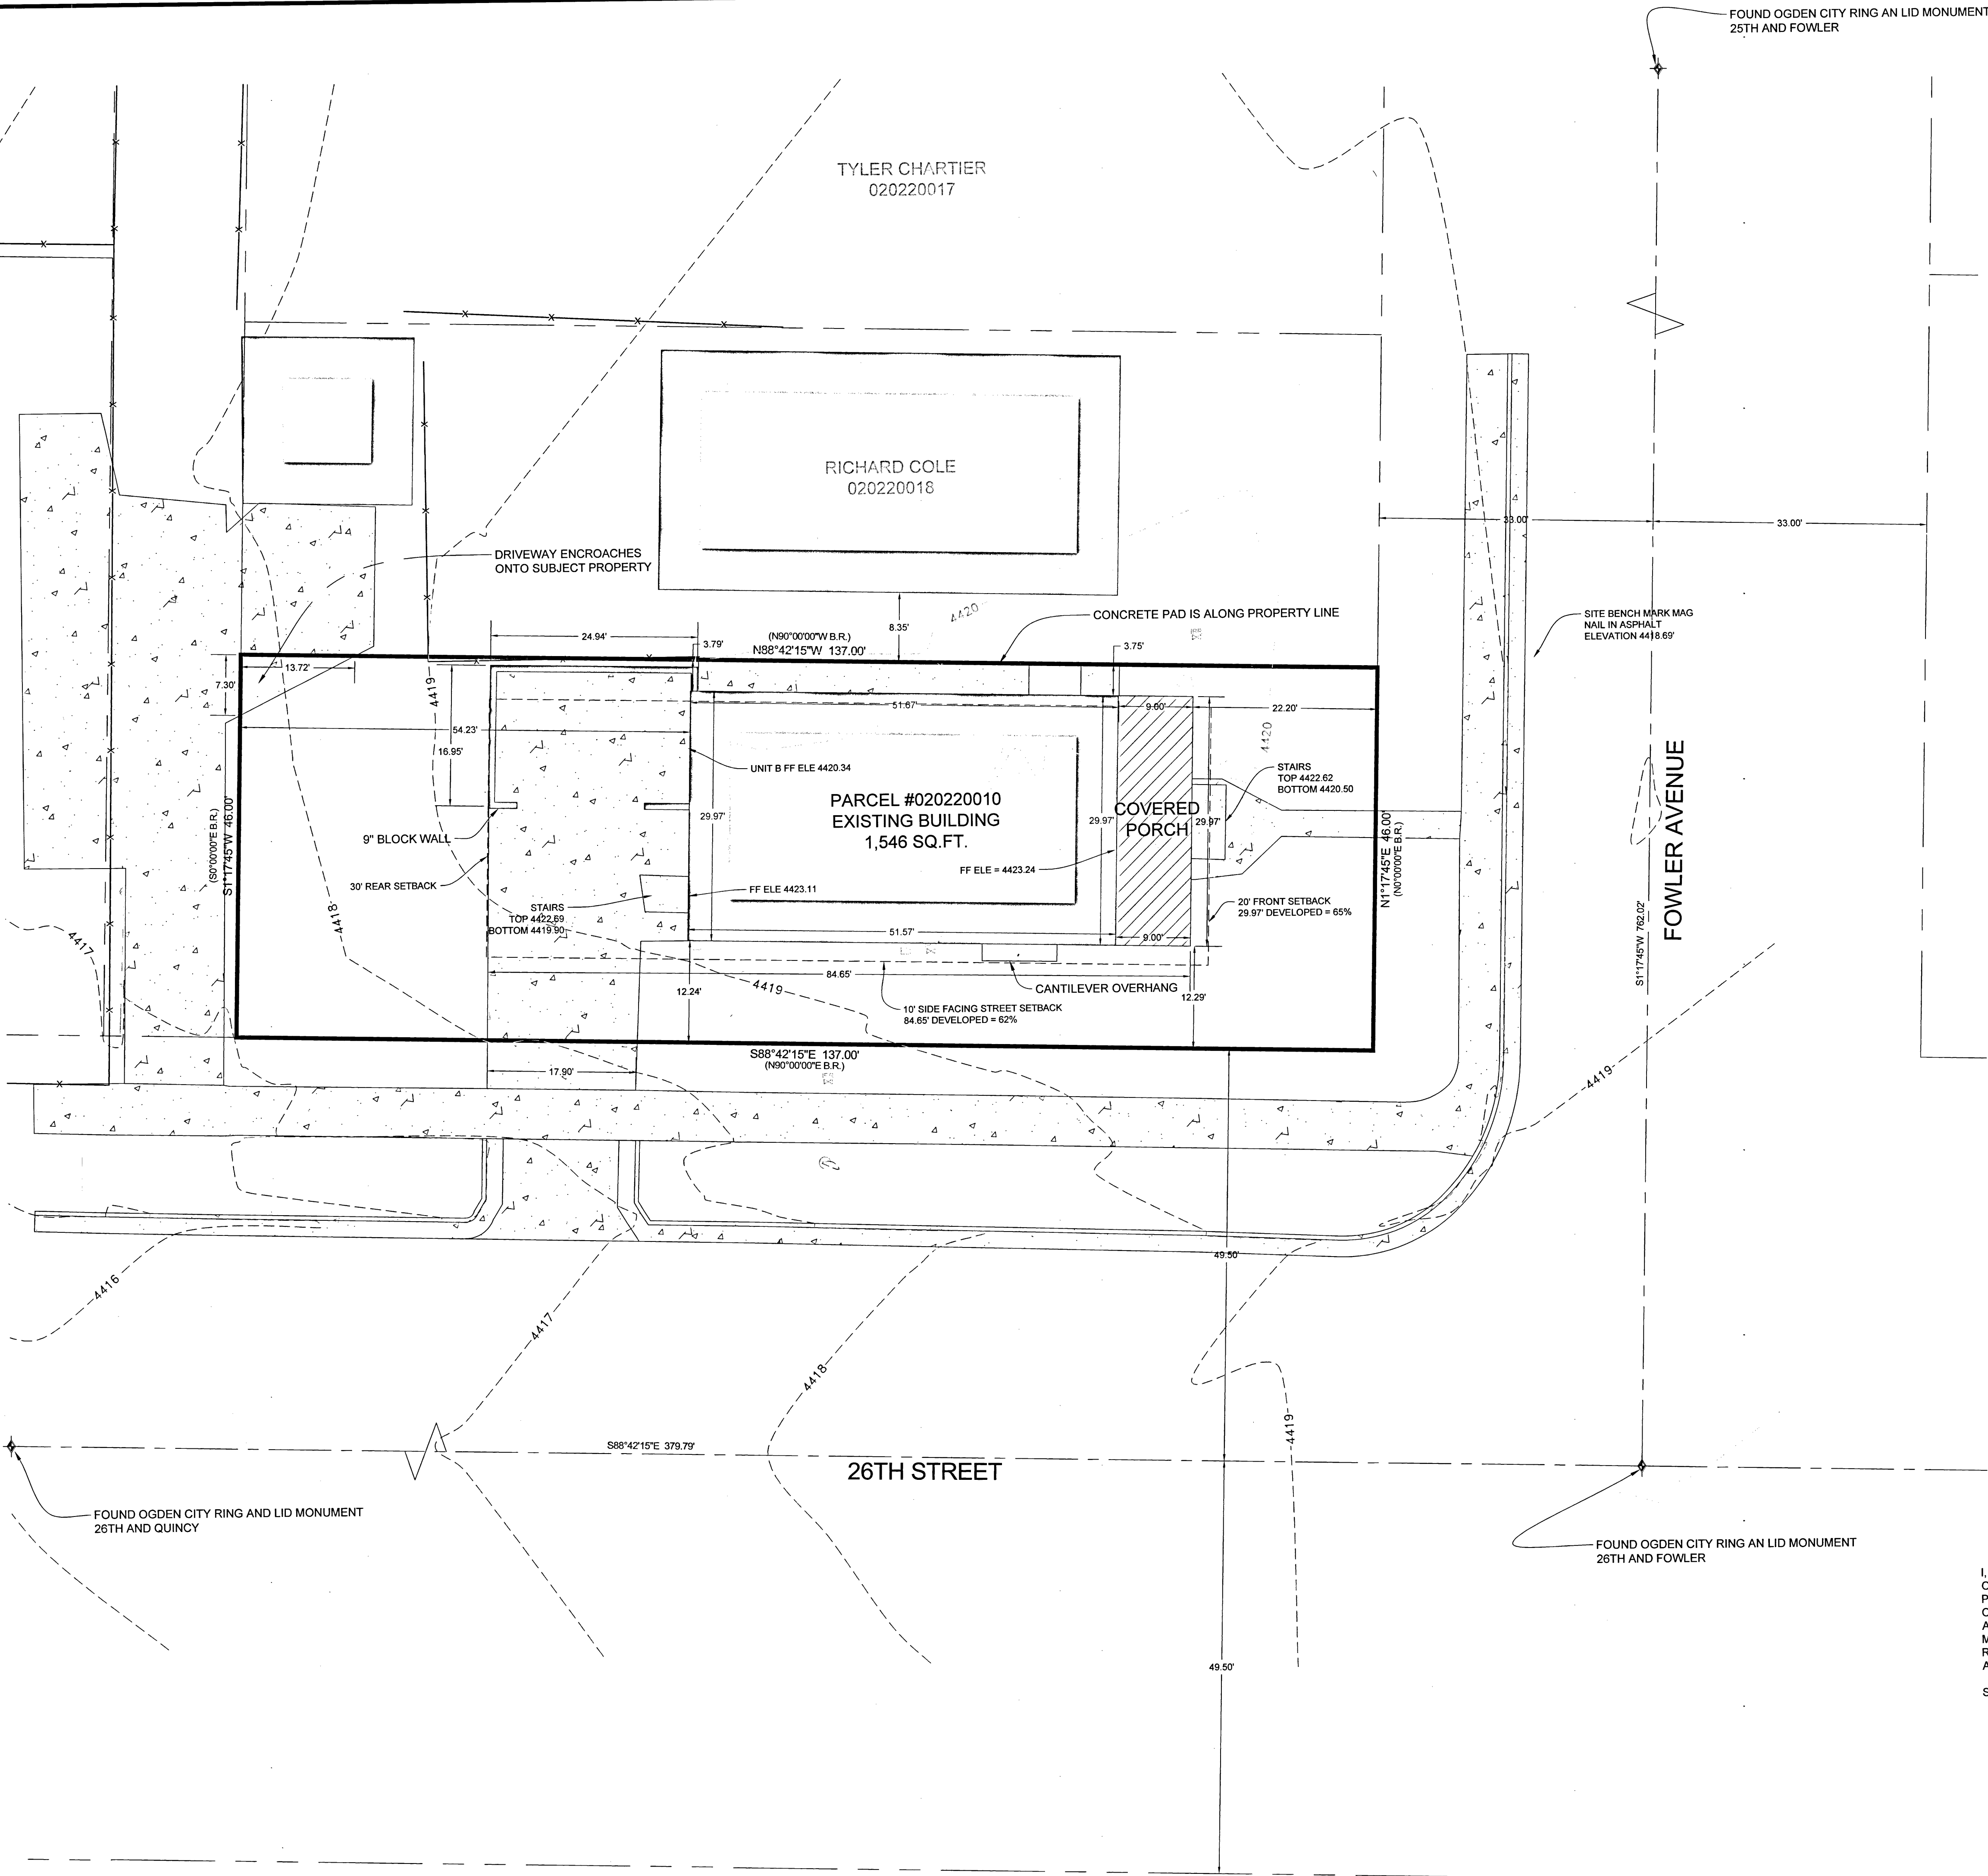 FOUND OGDEN CITY RING AN LID MONUMENT
25TH AND FOWLER
TYLER CHARTIER
020220017
RICHARD COLE
020220018
33.00'
33.00'
DRIVEWAY ENCROACHES
ONTO SUBJECT PROPERTY
4420
CONCRETE PAD IS ALONG PROPERTY LINE
SITE BENCH MARK MAG
NAIL IN ASPHALT
ELEVATION 4418.69'
24.94'
3.79'
(N90°00'00"W B.R.)
N88°42'15"W 137.00'
8.35'
3.75'
13.72'
7.30'
4419
51.67'
9.00'
22.20'
54.23'
16.95'
4420
UNIT B FF ELE 4420.34
STAIRS
TOP 4422.62
BOTTOM 4420.50
PARCEL #020220010
EXISTING BUILDING
1,546 SQ.FT.
COVERED
PORCH
29.97'
29.97'
29.97'
9" BLOCK WALL
FF ELE = 4423.24
30' REAR SETBACK
FF ELE 4423.11
STAIRS
TOP 4422.69
BOTTOM 4419.90
20' FRONT SETBACK
29.97' DEVELOPED = 65%
(S0°00'00"E B.R.)
S1°17'45"W 46.00'
N1°17'45"E 46.00'
(N0°00'00"E B.R.)
FOWLER AVENUE
S1°17'45"W 762.02'
4418
4417
51.57'
9.00'
84.65'
12.24'
4419
CANTILEVER OVERHANG
12.29'
10' SIDE FACING STREET SETBACK
84.65' DEVELOPED = 62%
S88°42'15"E 137.00'
(N90°00'00"E B.R.)
17.90'
4419
49.50'
4416
4417
4418
4419
S88°42'15"E 379.79'
26TH STREET
FOUND OGDEN CITY RING AND LID MONUMENT
26TH AND QUINCY
FOUND OGDEN CITY RING AN LID MONUMENT
26TH AND FOWLER
I,
C
P
C
A
M
R
A
S
49.50'